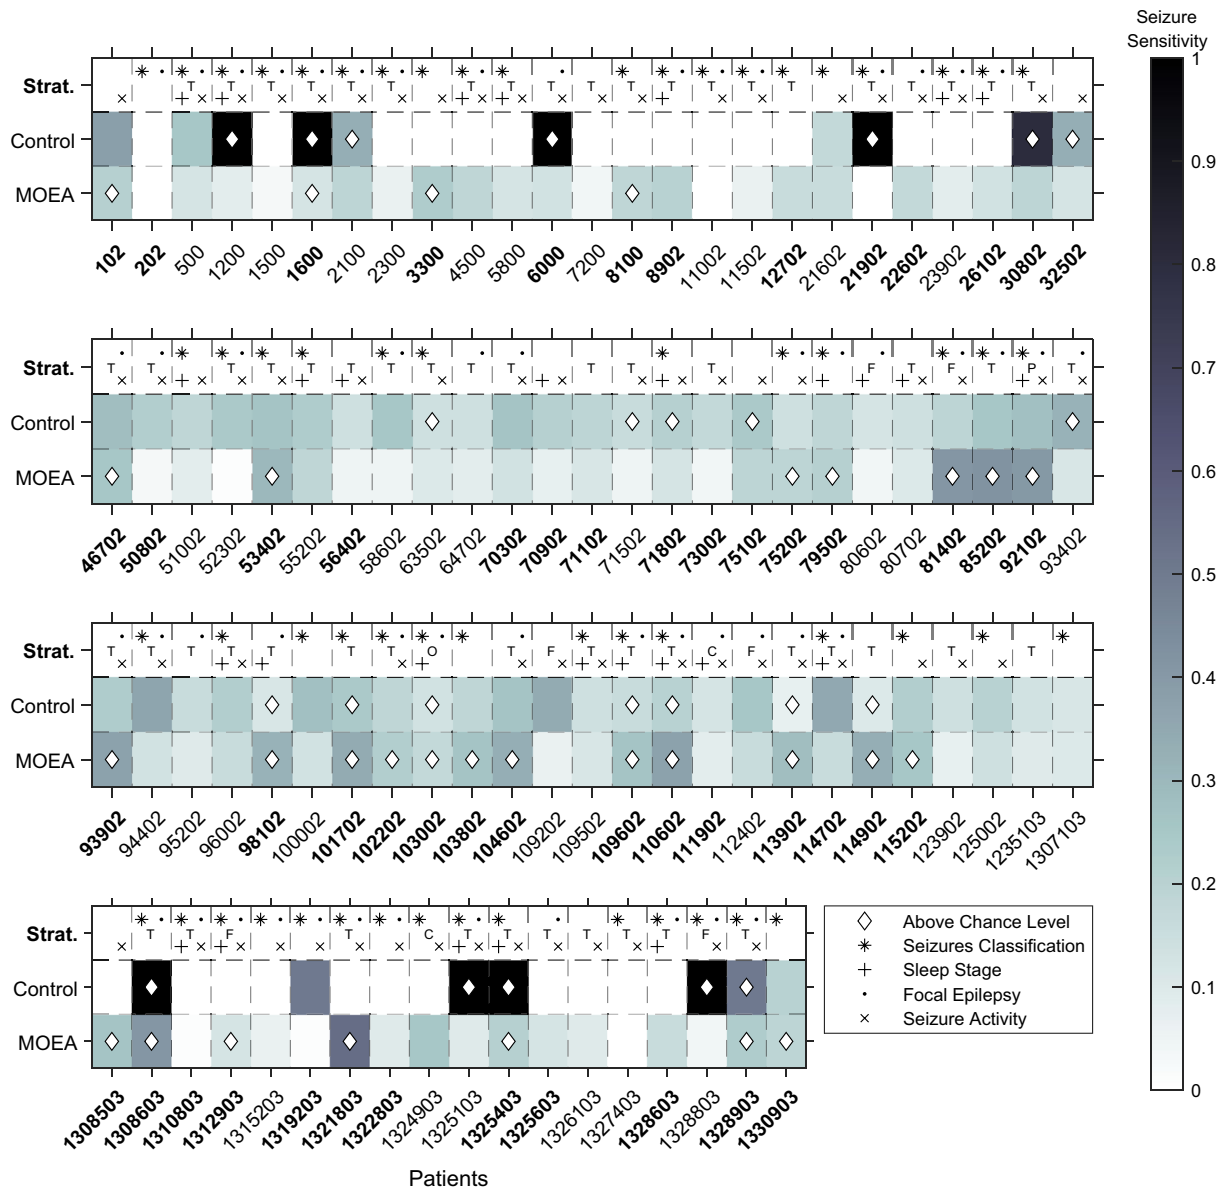 Seizure
Sensitivity
Strat. T T T T T T T T T T T T T T T T T T T T
Control
MOEA
102 202 500 1200 1500 1600 2100 2300 3300 4500 5800 6000 7200 8100 8902 11002 11502 12702 21602 21902 22602 23902 26102 30802 32502
Strat. T T T T T T T T T T T T T T T T F T F T P T
Control
MOEA
46702 50802 51002 52302 53402 55202 56402 58602 63502 64702 70302 70902 71102 71502 71802 73002 75102 75202 79502 80602 80702 81402 85202 92102 93402
Strat. T T T T T T T O T F T T T C F T T T T T
Control
MOEA
93902 94402 95202 96002 98102 100002 101702 102202 103002 103802 104602 109202 109502 109602 110602 111902 112402 113902 114702 114902 115202 123902 125002 1235103 1307103
Strat. T T F T C T T T T T T F T
Control
MOEA
1308503 1308603 1310803 1312903 1315203 1319203 1321803 1322803 1324903 1325103 1325403 1325603 1326103 1327403 1328603 1328803 1328903 1330903
Patients
Above Chance Level
Seizures Classification
Sleep Stage
Focal Epilepsy
Seizure Activity
1
0.9
0.8
0.7
0.6
0.5
0.4
0.3
0.2
0.1
0